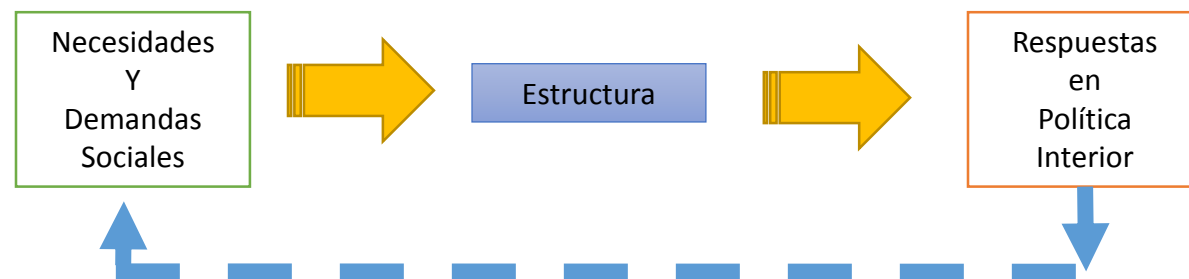 Necesidades
Y
Demandas
Sociales
Estructura
Respuestas
en
Política
Interior